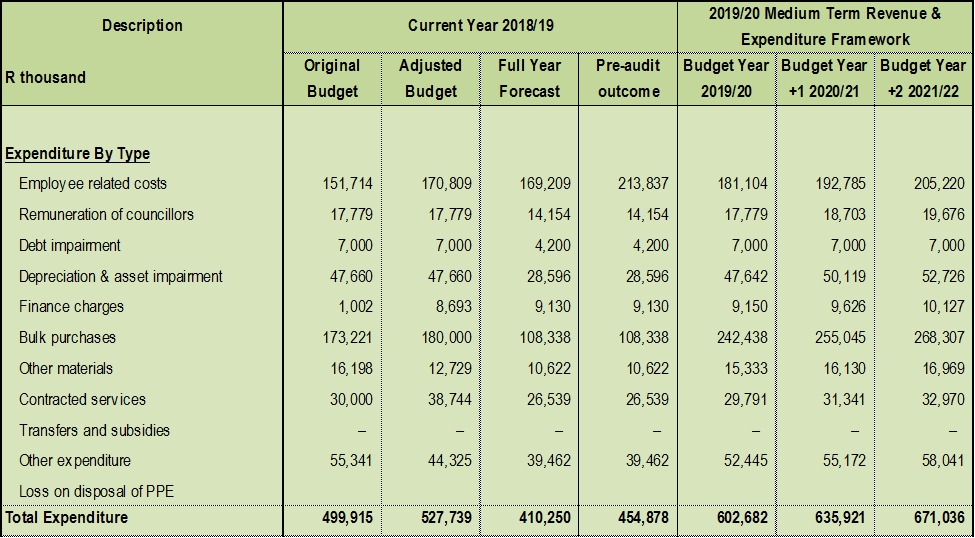 Description Current Year 2018/19 2019/20 Medium Term Revenue &
Expenditure Framework
R thousand Original Adjusted Full Year Pre-audit Budget Year Budget Year Budget Year
Budget Budget Forecast outcome 2019/20 +1 2020/21 +2 2021/22
Expenditure By Type
Employee related costs 151,714 170,809 169,209 213,837 181,104 192,785 205,220
Remuneration of councillors 17,779 17,779 14,154 14,154 17,779 18,703 19,676
Debt impairment 7,000 7,000 4,200 4,200 7,000 7,000 7,000
Depreciation & asset impairment 47,660 47,660 28,596 28,596 47,642 50,119 52,726
Finance charges 1,002 8,693 9,130 9,130 9,150 9,626 10,127
Bulk purchases 173,221 180,000 108,338 108,338 242,438 255,045 268,307
Other materials 16,198 12,729 10,622 10,622 15,333 16,130 16,969
Contracted services 30,000 38,744 26,539 26,539 29,791 31,341 32,970
Transfers and subsidies – – – – – – –
Other expenditure 55,341 44,325 39,462 39,462 52,445 55,172 58,041
Loss on disposal of PPE
Total Expenditure 499,915 527,739 410,250 454,878 602,682 635,921 671,036